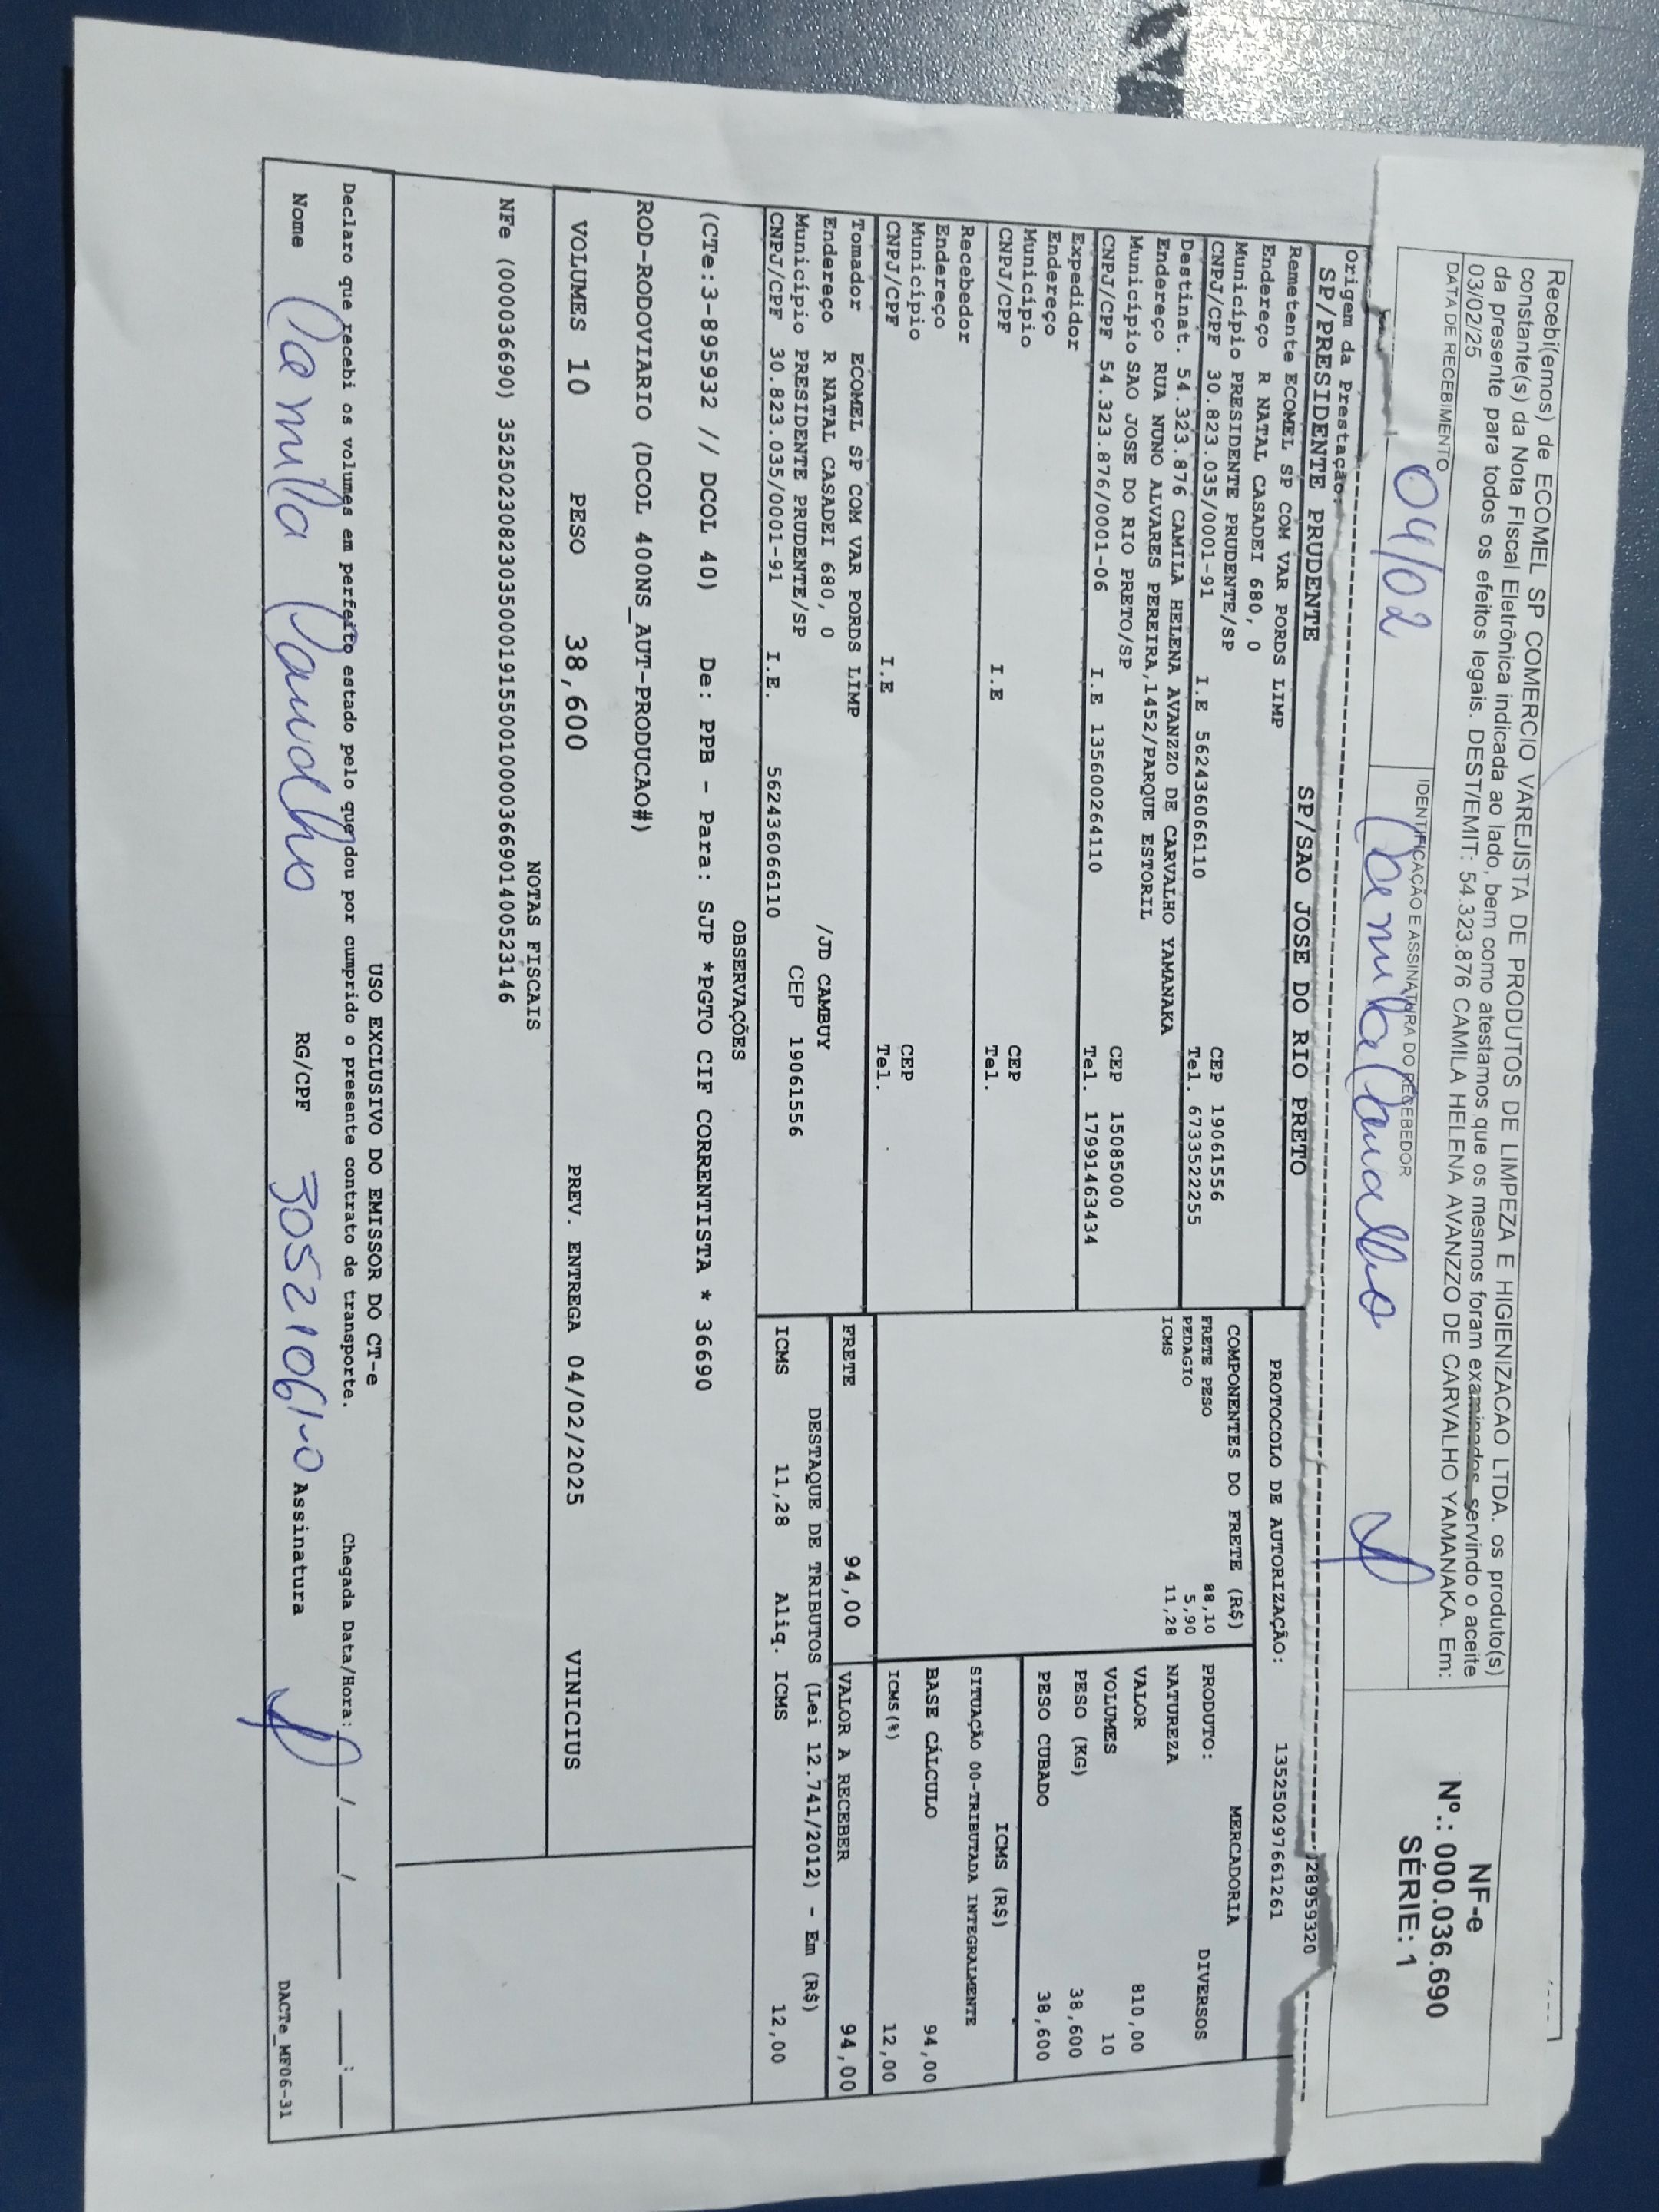 Recebi(emos) de ECOMEL SP COMERCIO VAREJISTA DE PRODUTOS DE LIMPEZA E HIGIENIZACAO LTDA. os produto(s)
constante(s) da Nota Fiscal Eletrônica indicada ao lado, bem como atestamos que os mesmos foram examinados, servindo o aceite
da presente para todos os efeitos legais. DEST/EMIT: 54.323.876 CAMILA HELENA AVANZZO DE CARVALHO YAMANAKA. Em:
03/02/25
DATA DE RECEBIMENTO IDENTIFICAÇÃO E ASSINATURA DO RECEBEDOR
04/02 Camila Carvalho
NF-e
Nº.: 000.036.690
SÉRIE: 1
Origem da Prestação: 28959320
SP/PRESIDENTE PRUDENTE SP/SAO JOSE DO RIO PRETO
PROTOCOLO DE AUTORIZAÇÃO: 135250297661261
Remetente ECOMEL SP COM VAR PORDS LIMP
Endereço R NATAL CASADEI 680, 0
Município PRESIDENTE PRUDENTE/SP CEP 19061556
CNPJ/CPF 30.823.035/0001-91 I.E 562436066110 Tel. 673352255
Destinat. 54.323.876 CAMILA HELENA AVANZZO DE CARVALHO YAMANAKA
Endereço RUA NUNO ALVARES PEREIRA,1452/PARQUE ESTORIL
Município SAO JOSE DO RIO PRETO/SP CEP 15085000
CNPJ/CPF 54.323.876/0001-06 I.E 135600264110 Tel. 17991463434
Expedidor
Endereço
Município CEP
CNPJ/CPF I.E Tel.
Recebedor
Endereço
Município CEP
CNPJ/CPF I.E Tel.
Tomador ECOMEL SP COM VAR PORDS LIMP
Endereço R NATAL CASADEI 680, 0 /JD CAMBUY
Município PRESIDENTE PRUDENTE/SP CEP 19061556
CNPJ/CPF 30.823.035/0001-91 I.E. 562436066110
COMPONENTES DO FRETE (R$)
FRETE PESO 88,10
PEDAGIO 5,90
ICMS 11,28
MERCADORIA
PRODUTO: DIVERSOS
NATUREZA
VALOR 810,00
VOLUMES 10
PESO (KG) 38,600
PESO CUBADO 38,600
ICMS (R$)
SITUAÇÃO 00-TRIBUTADA INTEGRALMENTE
BASE CÁLCULO 94,00
ICMS(%) 12,00
FRETE 94,00 VALOR A RECEBER 94,00
DESTAQUE DE TRIBUTOS (Lei 12.741/2012) - Em (R$)
ICMS 11,28 Aliq. ICMS 12,00
OBSERVAÇÕES
(CTe:3-895932 // DCOL 40) De: PPB - Para: SJP *PGTO CIF CORRENTISTA * 36690
ROD-RODOVIARIO (DCOL 400NS_AUT-PRODUCAO#)
VOLUMES 10 PESO 38,600 PREV. ENTREGA 04/02/2025 VINICIUS
NOTAS FISCAIS
NFe (000036690) 35250230823035000191550010000366901400523146
USO EXCLUSIVO DO EMISSOR DO CT-e
Declaro que recebi os volumes em perfeito estado pelo que dou por cumprido o presente contrato de transporte. Chegada Data/Hora: __/__/____ __:__
Nome Camila Carvalho RG/CPF 30521061-0 Assinatura
DACTe_MF06-31